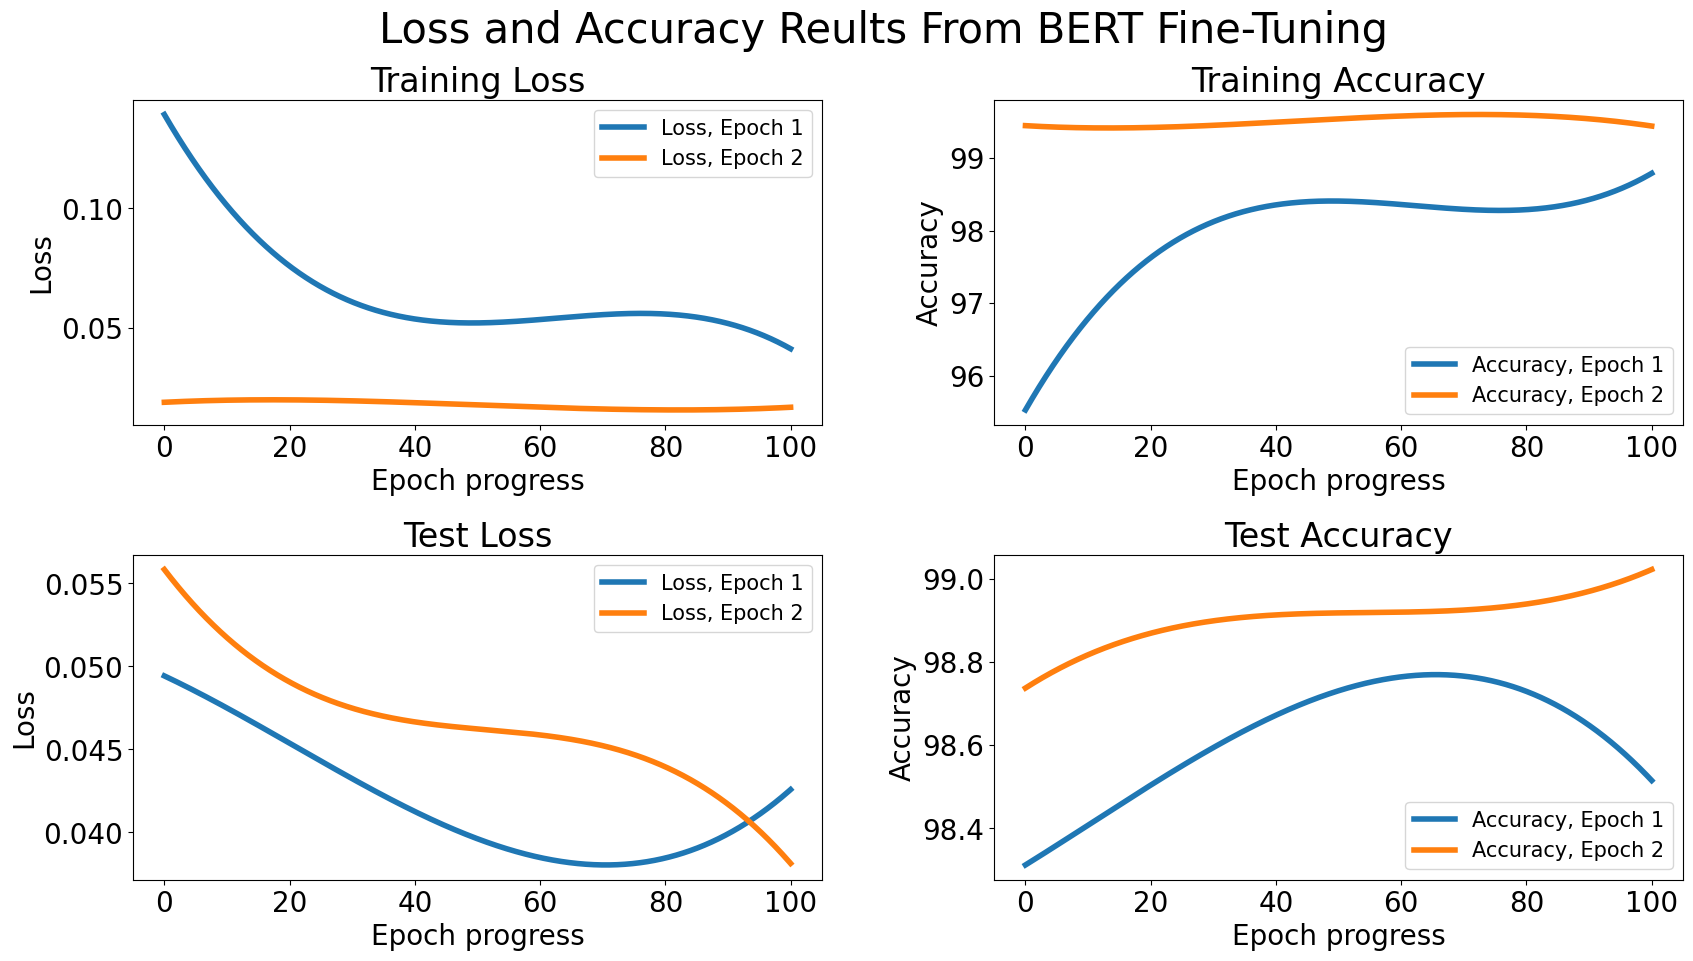 Loss and Accuracy Reults From BERT Fine-Tuning
Training Loss
Loss
0.10
0.05
Loss, Epoch 1
Loss, Epoch 2
0 20 40 60 80 100
Epoch progress
Training Accuracy
Accuracy
99
98
97
96
Accuracy, Epoch 1
Accuracy, Epoch 2
0 20 40 60 80 100
Epoch progress
Test Loss
Loss
0.055
0.050
0.045
0.040
Loss, Epoch 1
Loss, Epoch 2
0 20 40 60 80 100
Epoch progress
Test Accuracy
Accuracy
99.0
98.8
98.6
98.4
Accuracy, Epoch 1
Accuracy, Epoch 2
0 20 40 60 80 100
Epoch progress